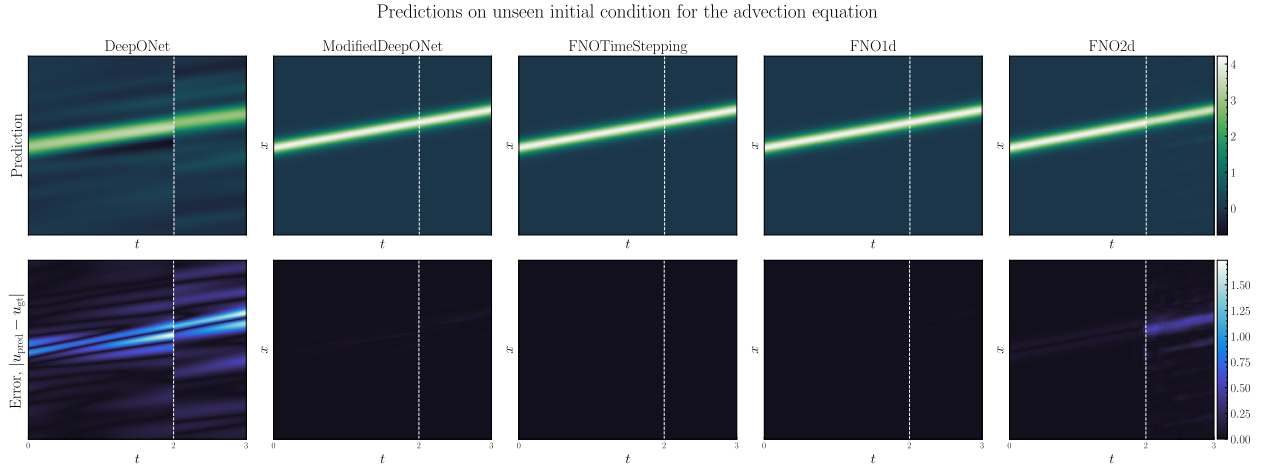 Predictions on unseen initial condition for the advection equation
DeepONet
ModifiedDeepONet
FNOTimeStepping
FNO1d
FNO2d
Prediction
x
x
x
x
4
3
2
1
0
t
t
t
t
t
Error, |u_pred − u_gt|
x
x
x
x
1.50
1.25
1.00
0.75
0.50
0.25
0.00
0 2 3
0 2 3
0 2 3
0 2 3
0 2 3
t
t
t
t
t